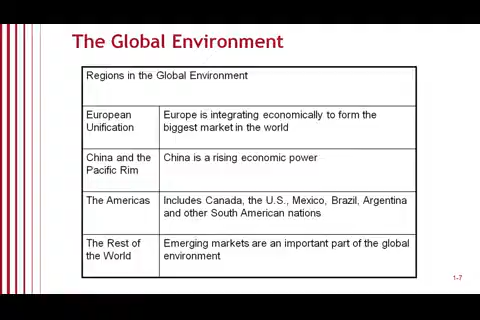 The Global Environment
Regions in the Global Environment
European
Unification
Europe is integrating economically to form the
biggest market in the world
China and the
Pacific Rim
China is a rising economic power
The Americas
Includes Canada, the U.S., Mexico, Brazil, Argentina
and other South American nations
The Rest of
the World
Emerging markets are an important part of the global
environment
1–7